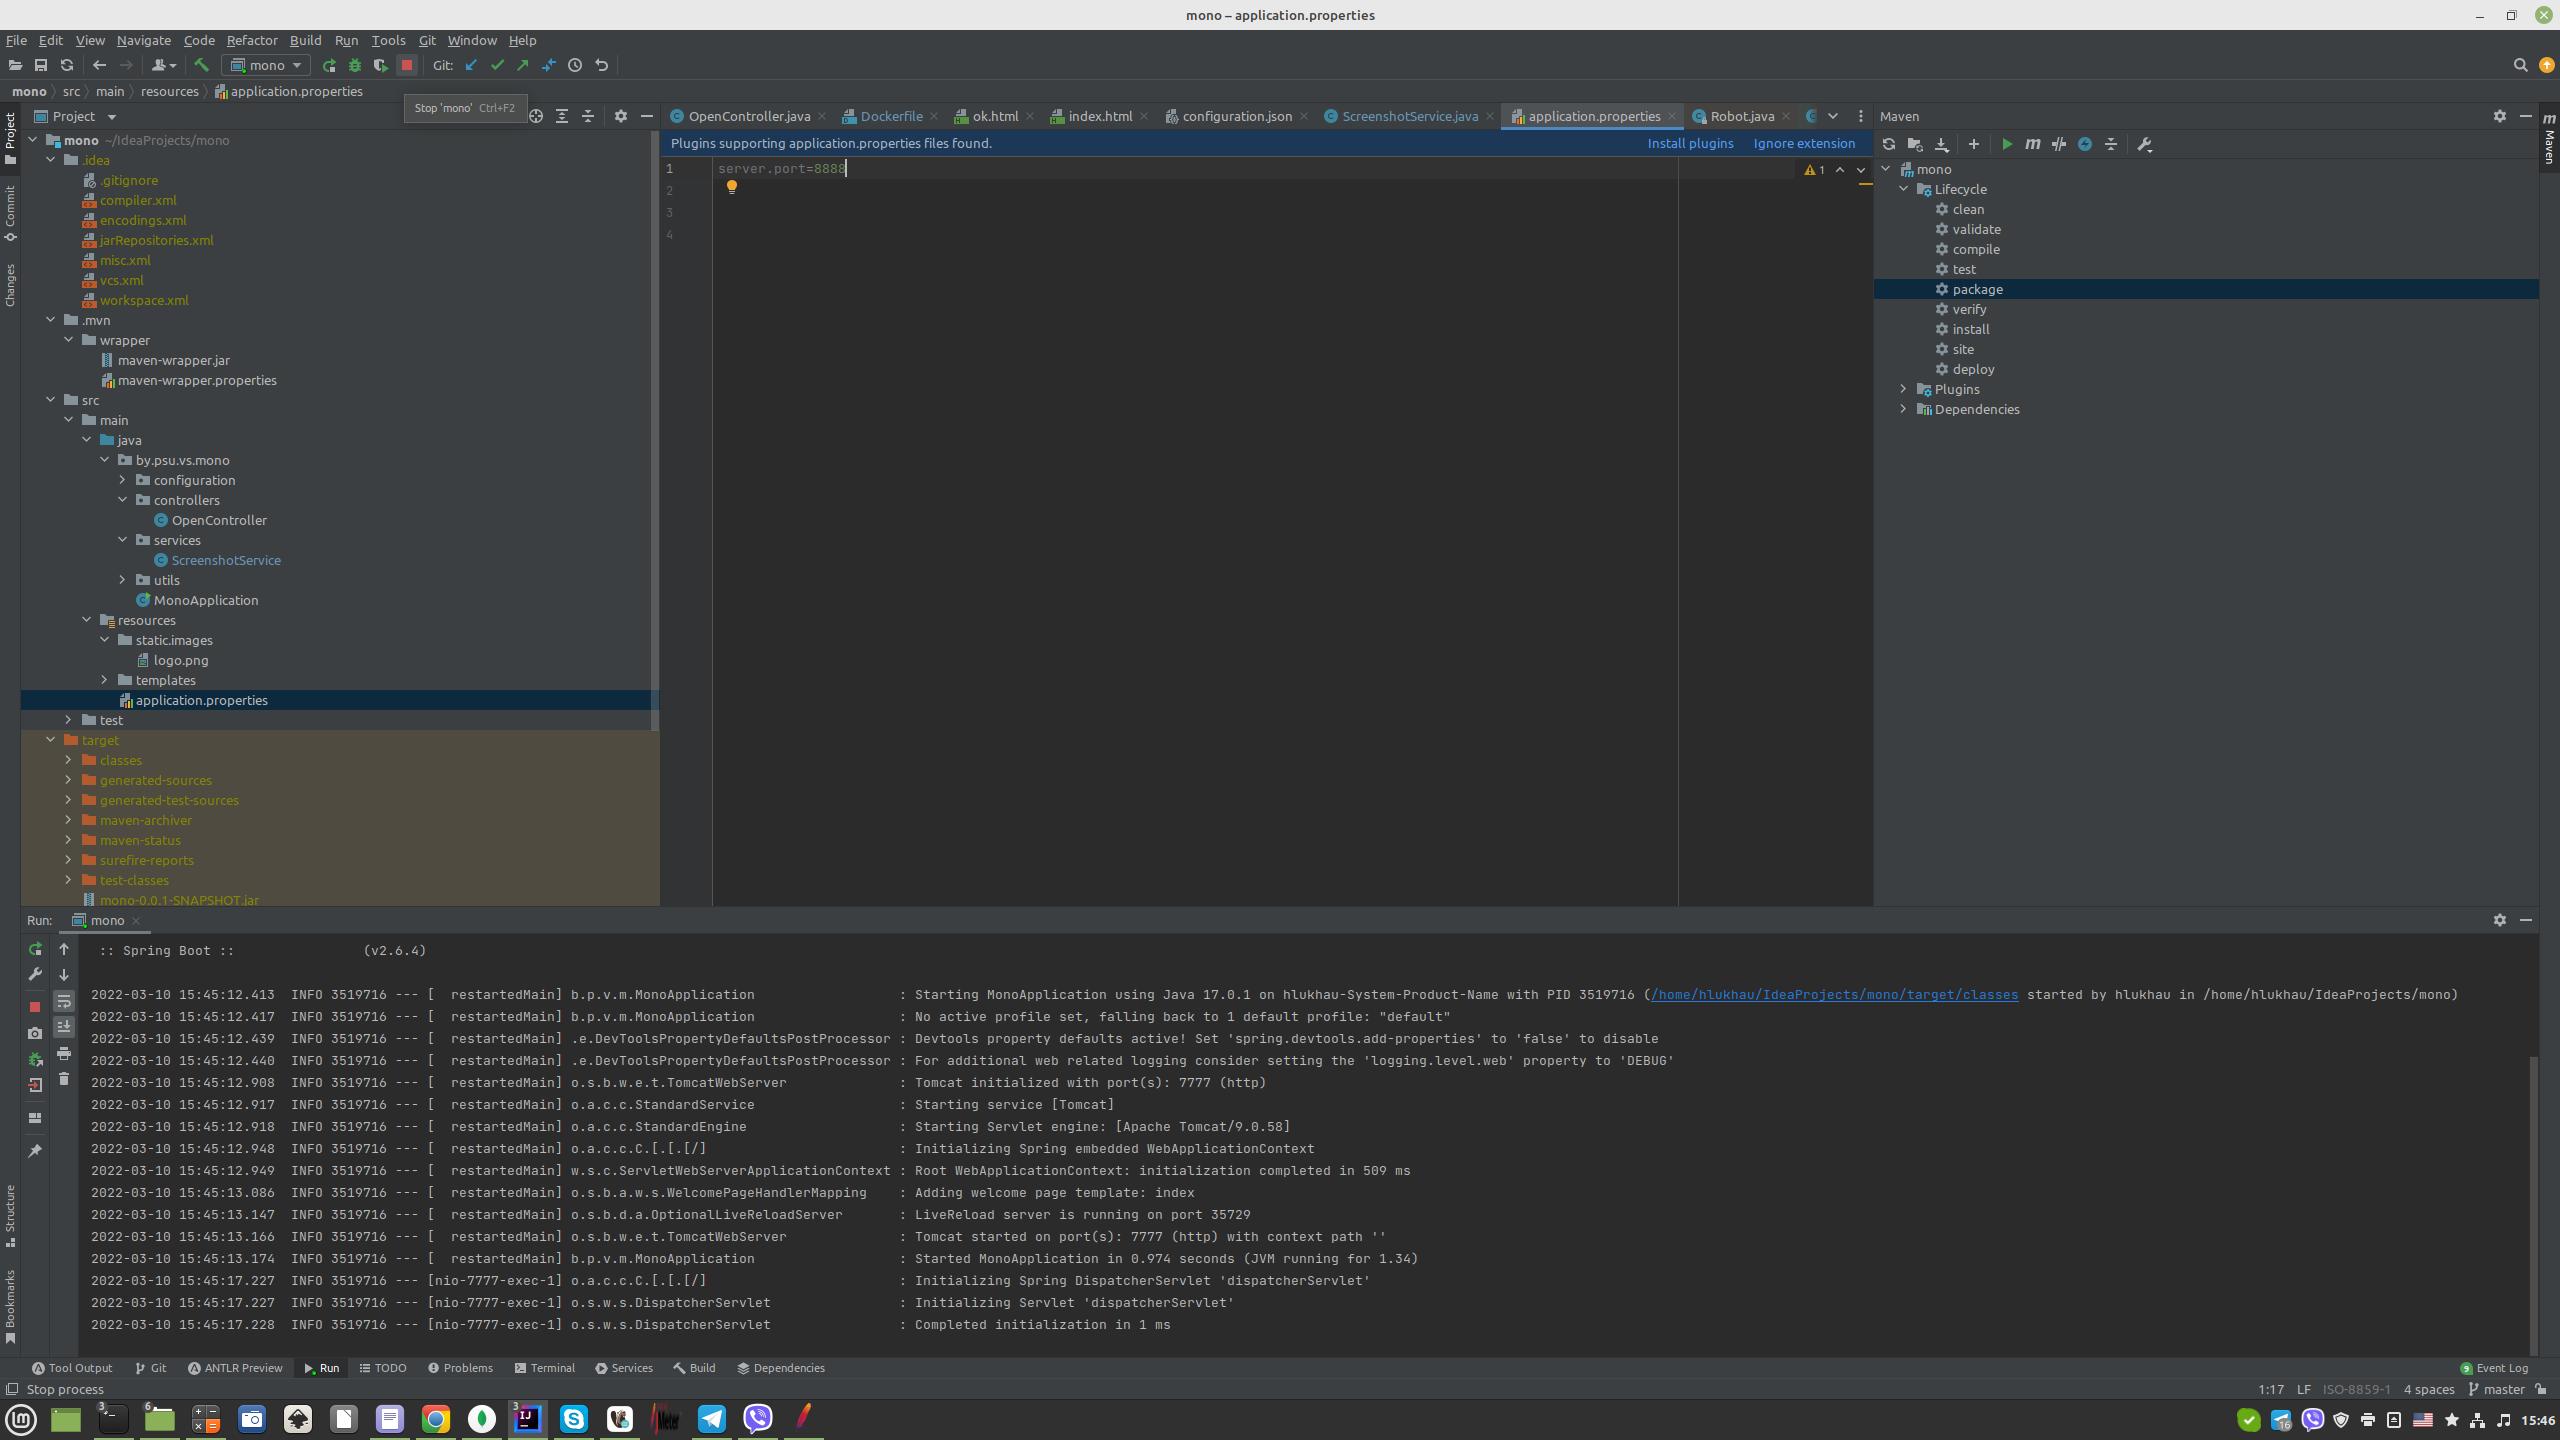 mono – application.properties
File Edit View Navigate Code Refactor Build Run Tools Git Window Help
mono Git:
mono src main resources application.properties
Stop 'mono' Ctrl+F2
Project
OpenController.java Dockerfile ok.html index.html configuration.json ScreenshotService.java application.properties Robot.java
Maven
Plugins supporting application.properties files found. Install plugins Ignore extension
1 server.port=8888
2
3
4
1
Project
Commit
Changes
Structure
Bookmarks
Maven
mono ~/IdeaProjects/mono
.idea
.gitignore
compiler.xml
encodings.xml
jarRepositories.xml
misc.xml
vcs.xml
workspace.xml
.mvn
wrapper
maven-wrapper.jar
maven-wrapper.properties
src
main
java
by.psu.vs.mono
configuration
controllers
OpenController
services
ScreenshotService
utils
MonoApplication
resources
static.images
logo.png
templates
application.properties
test
target
classes
generated-sources
generated-test-sources
maven-archiver
maven-status
surefire-reports
test-classes
mono-0.0.1-SNAPSHOT.jar
mono
Lifecycle
clean
validate
compile
test
package
verify
install
site
deploy
Plugins
Dependencies
Run: mono
:: Spring Boot :: (v2.6.4)
2022-03-10 15:45:12.413 INFO 3519716 --- [ restartedMain] b.p.v.m.MonoApplication : Starting MonoApplication using Java 17.0.1 on hlukhau-System-Product-Name with PID 3519716 (/home/hlukhau/IdeaProjects/mono/target/classes started by hlukhau in /home/hlukhau/IdeaProjects/mono)
2022-03-10 15:45:12.417 INFO 3519716 --- [ restartedMain] b.p.v.m.MonoApplication : No active profile set, falling back to 1 default profile: "default"
2022-03-10 15:45:12.439 INFO 3519716 --- [ restartedMain] .e.DevToolsPropertyDefaultsPostProcessor : Devtools property defaults active! Set 'spring.devtools.add-properties' to 'false' to disable
2022-03-10 15:45:12.440 INFO 3519716 --- [ restartedMain] .e.DevToolsPropertyDefaultsPostProcessor : For additional web related logging consider setting the 'logging.level.web' property to 'DEBUG'
2022-03-10 15:45:12.908 INFO 3519716 --- [ restartedMain] o.s.b.w.e.t.TomcatWebServer : Tomcat initialized with port(s): 7777 (http)
2022-03-10 15:45:12.917 INFO 3519716 --- [ restartedMain] o.a.c.c.StandardService : Starting service [Tomcat]
2022-03-10 15:45:12.918 INFO 3519716 --- [ restartedMain] o.a.c.c.StandardEngine : Starting Servlet engine: [Apache Tomcat/9.0.58]
2022-03-10 15:45:12.948 INFO 3519716 --- [ restartedMain] o.a.c.c.C.[.[.[/] : Initializing Spring embedded WebApplicationContext
2022-03-10 15:45:12.949 INFO 3519716 --- [ restartedMain] w.s.c.ServletWebServerApplicationContext : Root WebApplicationContext: initialization completed in 509 ms
2022-03-10 15:45:13.086 INFO 3519716 --- [ restartedMain] o.s.b.a.w.s.WelcomePageHandlerMapping : Adding welcome page template: index
2022-03-10 15:45:13.147 INFO 3519716 --- [ restartedMain] o.s.b.d.a.OptionalLiveReloadServer : LiveReload server is running on port 35729
2022-03-10 15:45:13.166 INFO 3519716 --- [ restartedMain] o.s.b.w.e.t.TomcatWebServer : Tomcat started on port(s): 7777 (http) with context path ''
2022-03-10 15:45:13.174 INFO 3519716 --- [ restartedMain] b.p.v.m.MonoApplication : Started MonoApplication in 0.974 seconds (JVM running for 1.34)
2022-03-10 15:45:17.227 INFO 3519716 --- [nio-7777-exec-1] o.a.c.c.C.[.[.[/] : Initializing Spring DispatcherServlet 'dispatcherServlet'
2022-03-10 15:45:17.227 INFO 3519716 --- [nio-7777-exec-1] o.s.w.s.DispatcherServlet : Initializing Servlet 'dispatcherServlet'
2022-03-10 15:45:17.228 INFO 3519716 --- [nio-7777-exec-1] o.s.w.s.DispatcherServlet : Completed initialization in 1 ms
Tool Output Git ANTLR Preview Run TODO Problems Terminal Services Build Dependencies 9 Event Log
Stop process 1:17 LF ISO-8859-1 4 spaces master
3 6 IJ 3 Meter 16 15:46